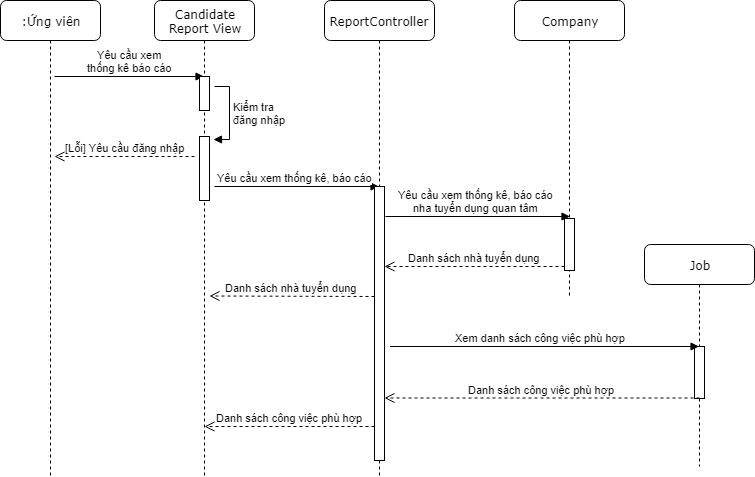 :Ứng viên
Candidate
Report View
ReportController
Company
Yêu cầu xem
thống kê báo cáo
Kiểm tra
đăng nhập
[Lỗi] Yêu cầu đăng nhập
Yêu cầu xem thống kê, báo cáo
Yêu cầu xem thống kê, báo cáo
nha tuyển dụng quan tâm
Danh sách nhà tuyển dụng
Job
Danh sách nhà tuyển dụng
Xem danh sách công việc phù hợp
Danh sách công việc phù hợp
Danh sách công việc phù hợp